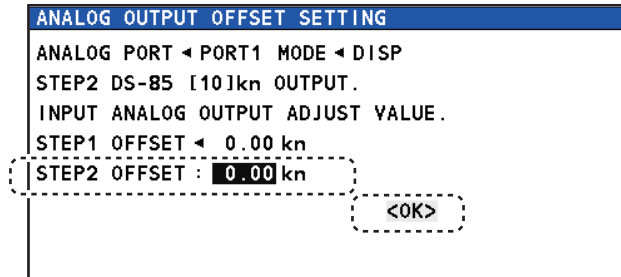 ANALOG OUTPUT OFFSET SETTING
ANALOG PORT ◄ PORT1 MODE ◄ DISP
STEP2 DS-85 [10]kn OUTPUT.
INPUT ANALOG OUTPUT ADJUST VALUE.
STEP1 OFFSET ◄ 0.00 kn
STEP2 OFFSET : 0.00 kn
<OK>